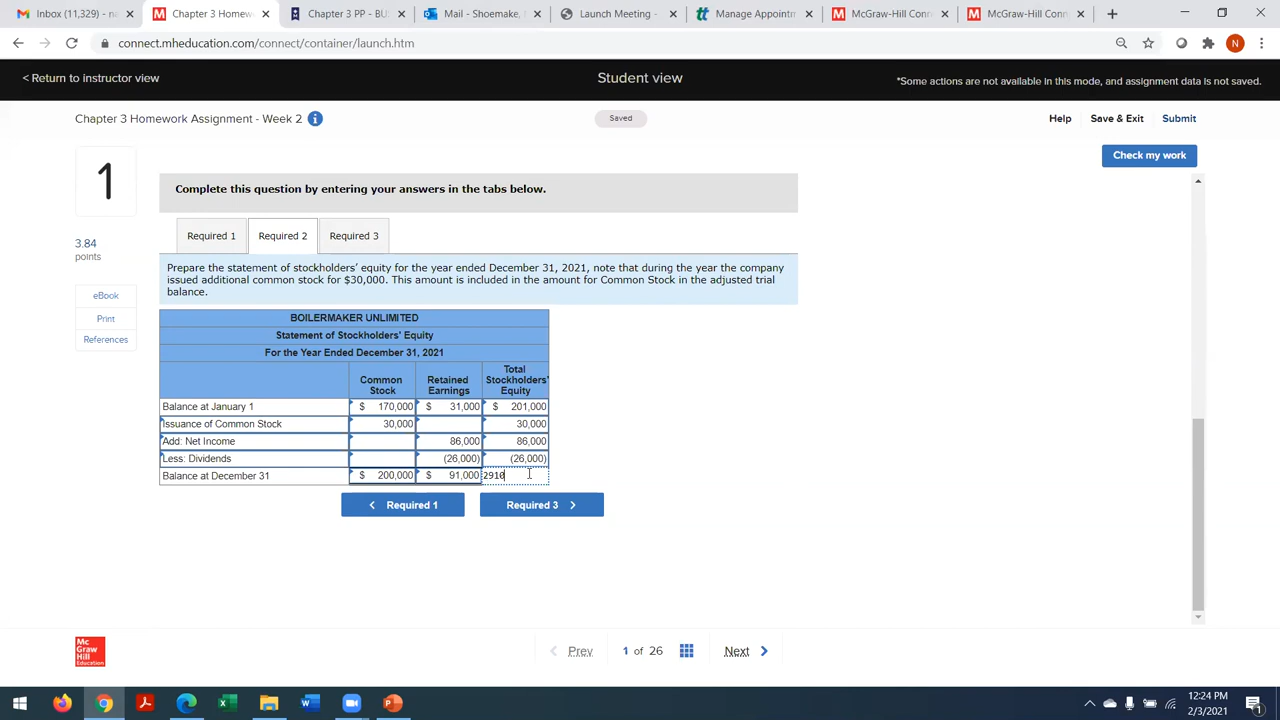 Inbox (11,329) - na
Chapter 3 Homew
Chapter 3 PP - BUS
Mail - Shoemake,
Launch Meeting -
Manage Appointm
McGraw-Hill Conn
McGraw-Hill Conn
connect.mheducation.com/connect/container/launch.htm
N
< Return to instructor view
Student view
*Some actions are not available in this mode, and assignment data is not saved.
Chapter 3 Homework Assignment - Week 2
i
Saved
Help
Save & Exit
Submit
Check my work
1
Complete this question by entering your answers in the tabs below.
3.84
points
eBook
Print
References
Required 1
Required 2
Required 3
Prepare the statement of stockholders' equity for the year ended December 31, 2021, note that during the year the company
issued additional common stock for $30,000. This amount is included in the amount for Common Stock in the adjusted trial
balance.
BOILERMAKER UNLIMITED
Statement of Stockholders' Equity
For the Year Ended December 31, 2021
Common Stock
Retained Earnings
Total Stockholders' Equity
Balance at January 1 $ 170,000 $ 31,000 $ 201,000
Issuance of Common Stock 30,000 30,000
Add: Net Income 86,000 86,000
Less: Dividends (26,000) (26,000)
Balance at December 31 $ 200,000 $ 91,000 2910
< Required 1
Required 3 >
Mc
Graw
Hill
Education
< Prev
1 of 26
Next >
12:24 PM
2/3/2021
1